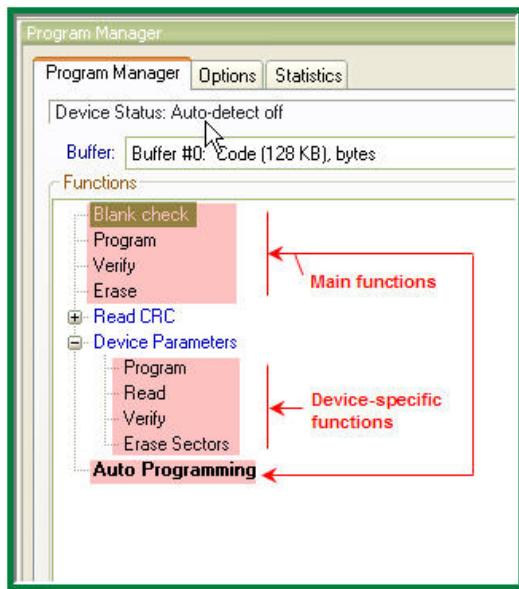 Program Manager
Program Manager Options Statistics
Device Status: Auto-detect off
Buffer: Buffer #0: Code (128 KB), bytes
Functions
Blank check
Program
Verify
Erase
Main functions
Read CRC
Device Parameters
Program
Read
Verify
Erase Sectors
Device-specific
functions
Auto Programming